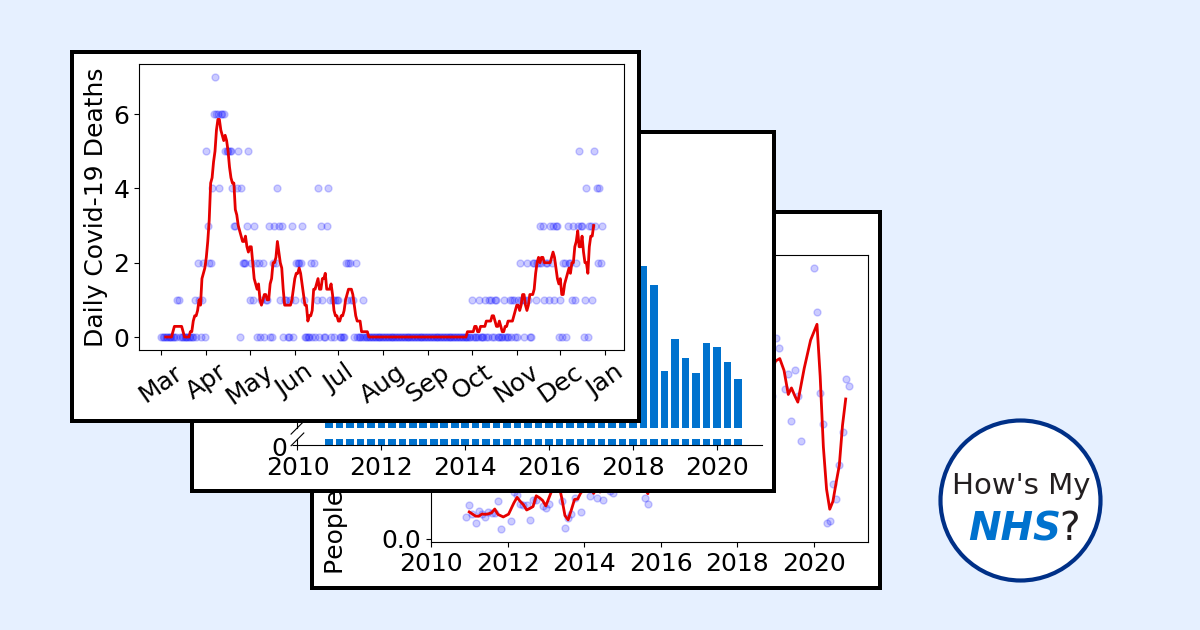 Daily Covid-19 Deaths
6
4
2
0
Mar Apr May Jun Jul Aug Sep Oct Nov Dec Jan
0
2010 2012 2014 2016 2018 2020
People
0.0
2010 2012 2014 2016 2018 2020
How's My
NHS?